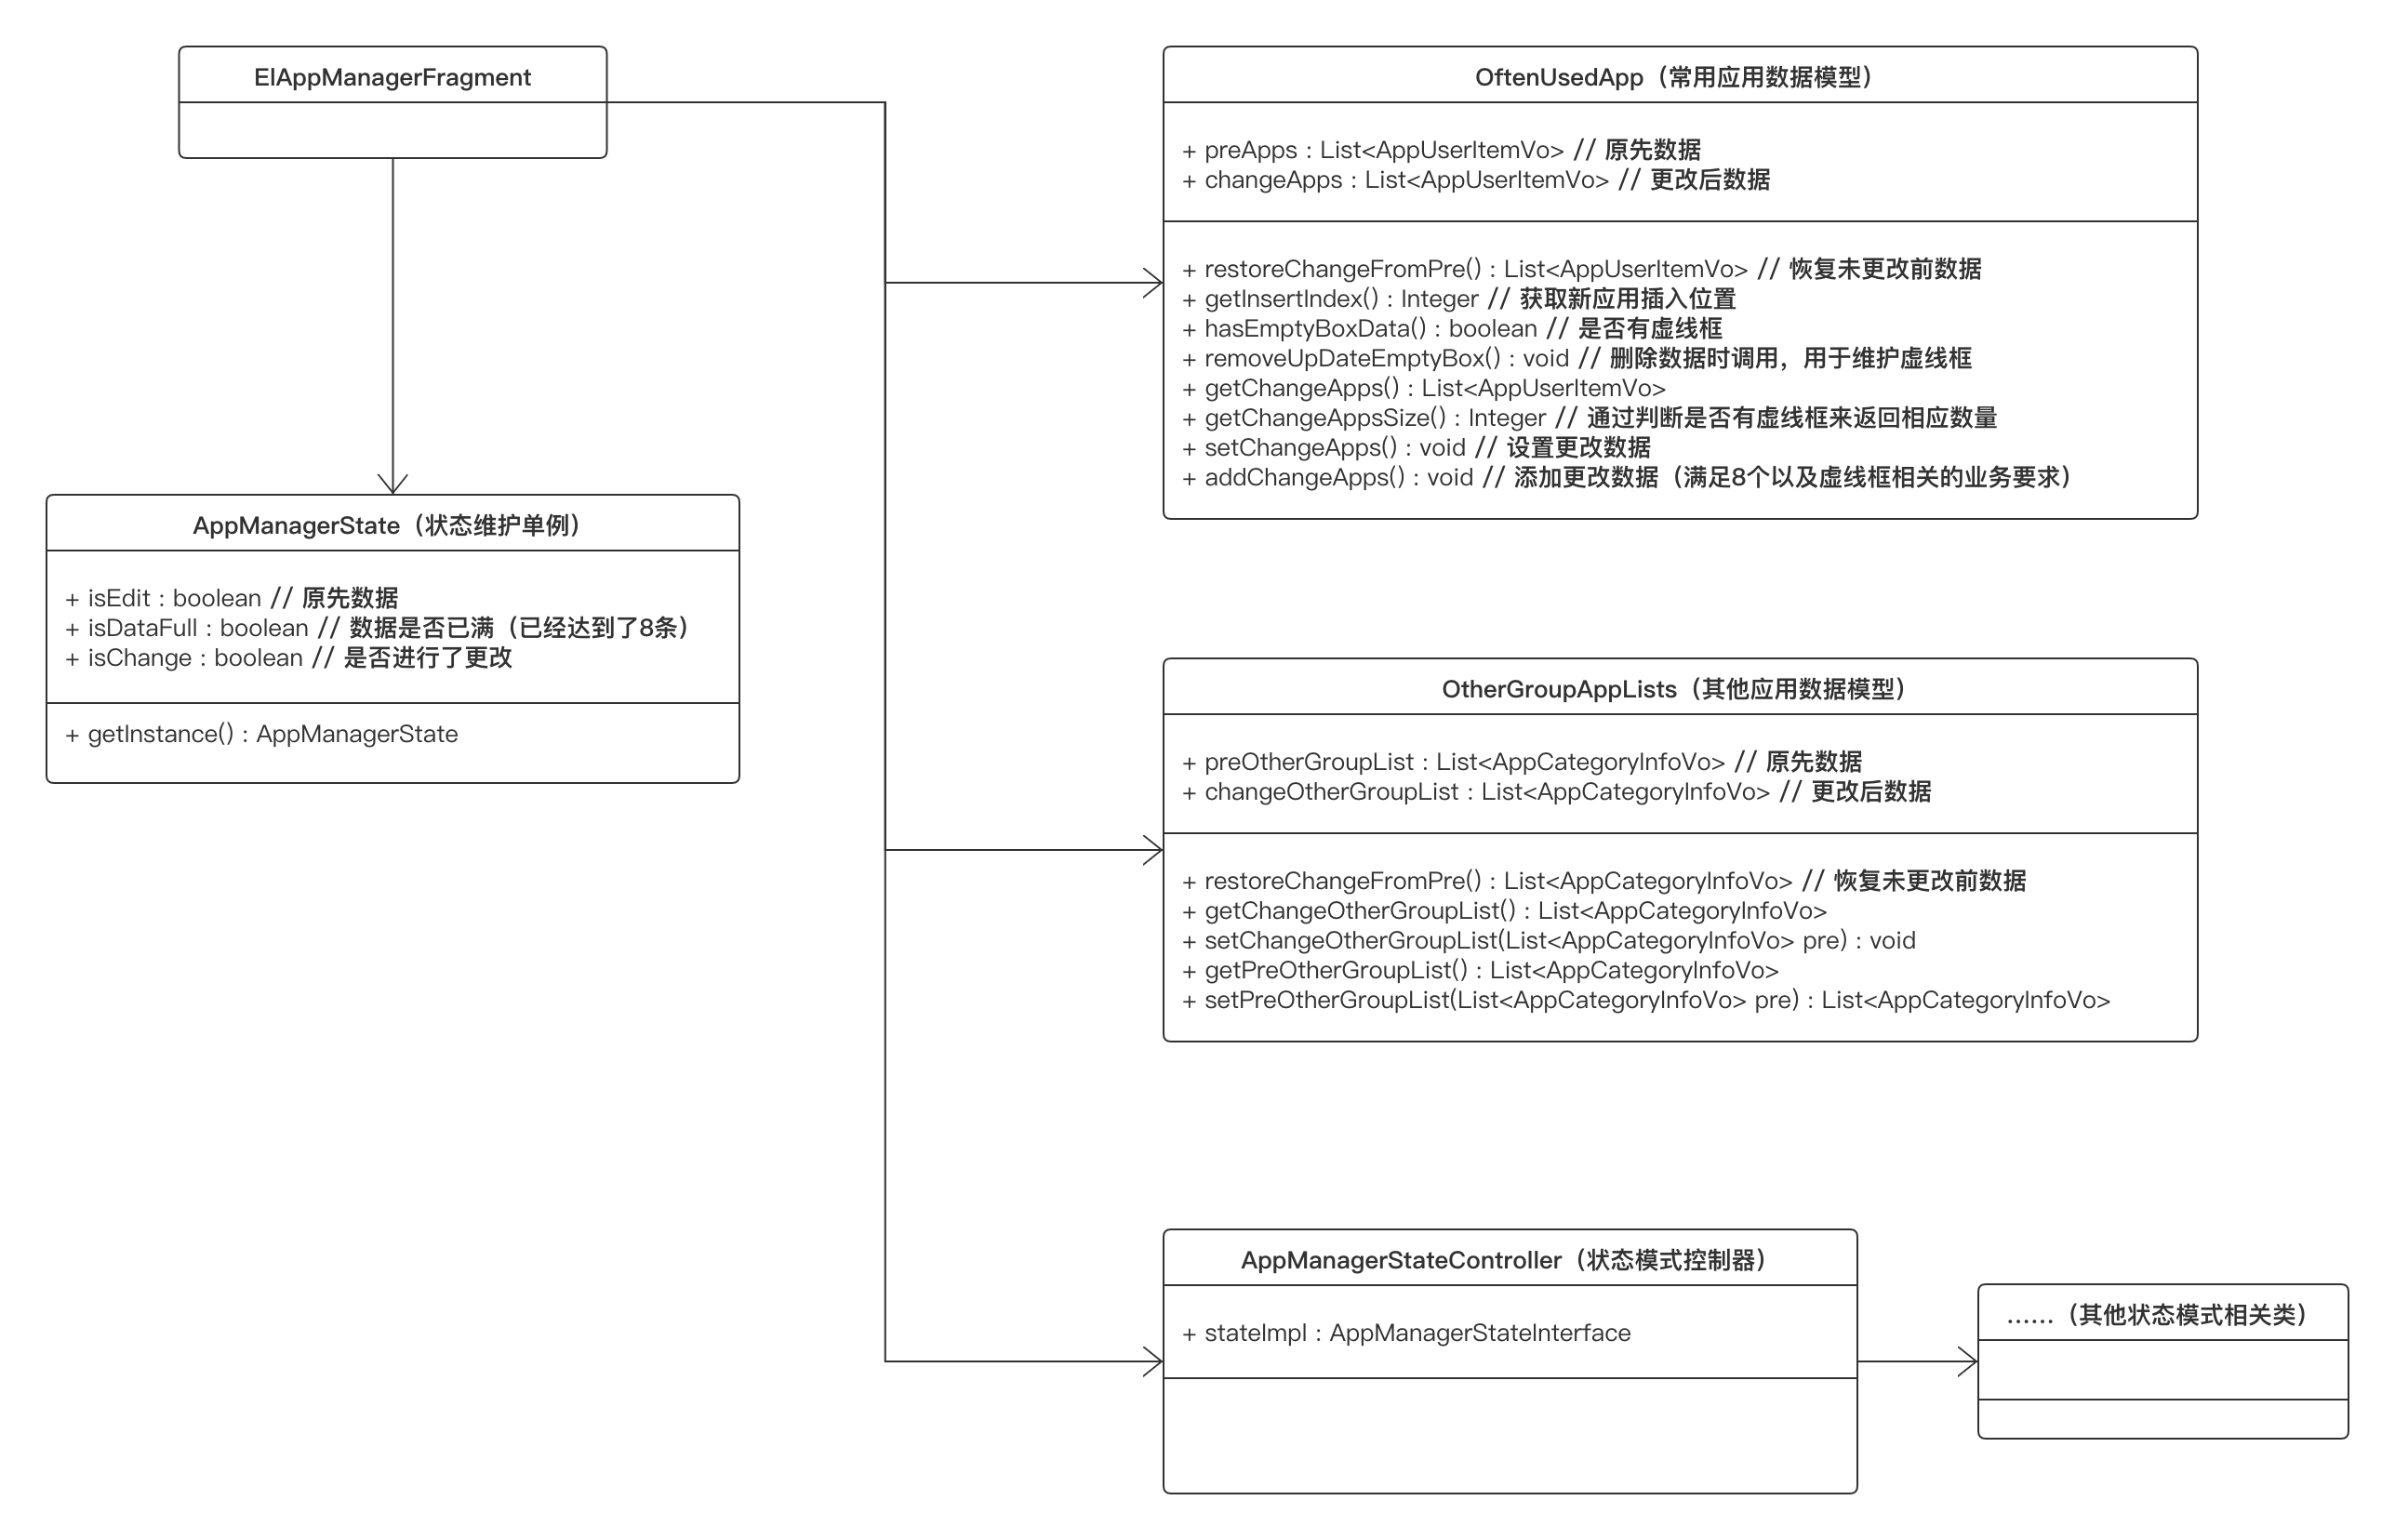 ElAppManagerFragment
AppManagerState（状态维护单例）
+ isEdit : boolean // 原先数据
+ isDataFull : boolean // 数据是否已满（已经达到了8条）
+ isChange : boolean // 是否进行了更改
+ getInstance() : AppManagerState
OftenUsedApp（常用应用数据模型）
+ preApps : List<AppUserItemVo> // 原先数据
+ changeApps : List<AppUserItemVo> // 更改后数据
+ restoreChangeFromPre() : List<AppUserItemVo> // 恢复未更改前数据
+ getInsertIndex() : Integer // 获取新应用插入位置
+ hasEmptyBoxData() : boolean // 是否有虚线框
+ removeUpDateEmptyBox() : void // 删除数据时调用，用于维护虚线框
+ getChangeApps() : List<AppUserItemVo>
+ getChangeAppsSize() : Integer // 通过判断是否有虚线框来返回相应数量
+ setChangeApps() : void // 设置更改数据
+ addChangeApps() : void // 添加更改数据（满足8个以及虚线框相关的业务要求）
OtherGroupAppLists（其他应用数据模型）
+ preOtherGroupList : List<AppCategoryInfoVo> // 原先数据
+ changeOtherGroupList : List<AppCategoryInfoVo> // 更改后数据
+ restoreChangeFromPre() : List<AppCategoryInfoVo> // 恢复未更改前数据
+ getChangeOtherGroupList() : List<AppCategoryInfoVo>
+ setChangeOtherGroupList(List<AppCategoryInfoVo> pre) : void
+ getPreOtherGroupList() : List<AppCategoryInfoVo>
+ setPreOtherGroupList(List<AppCategoryInfoVo> pre) : List<AppCategoryInfoVo>
AppManagerStateController（状态模式控制器）
+ stateImpl : AppManagerStateInterface
......（其他状态模式相关类）